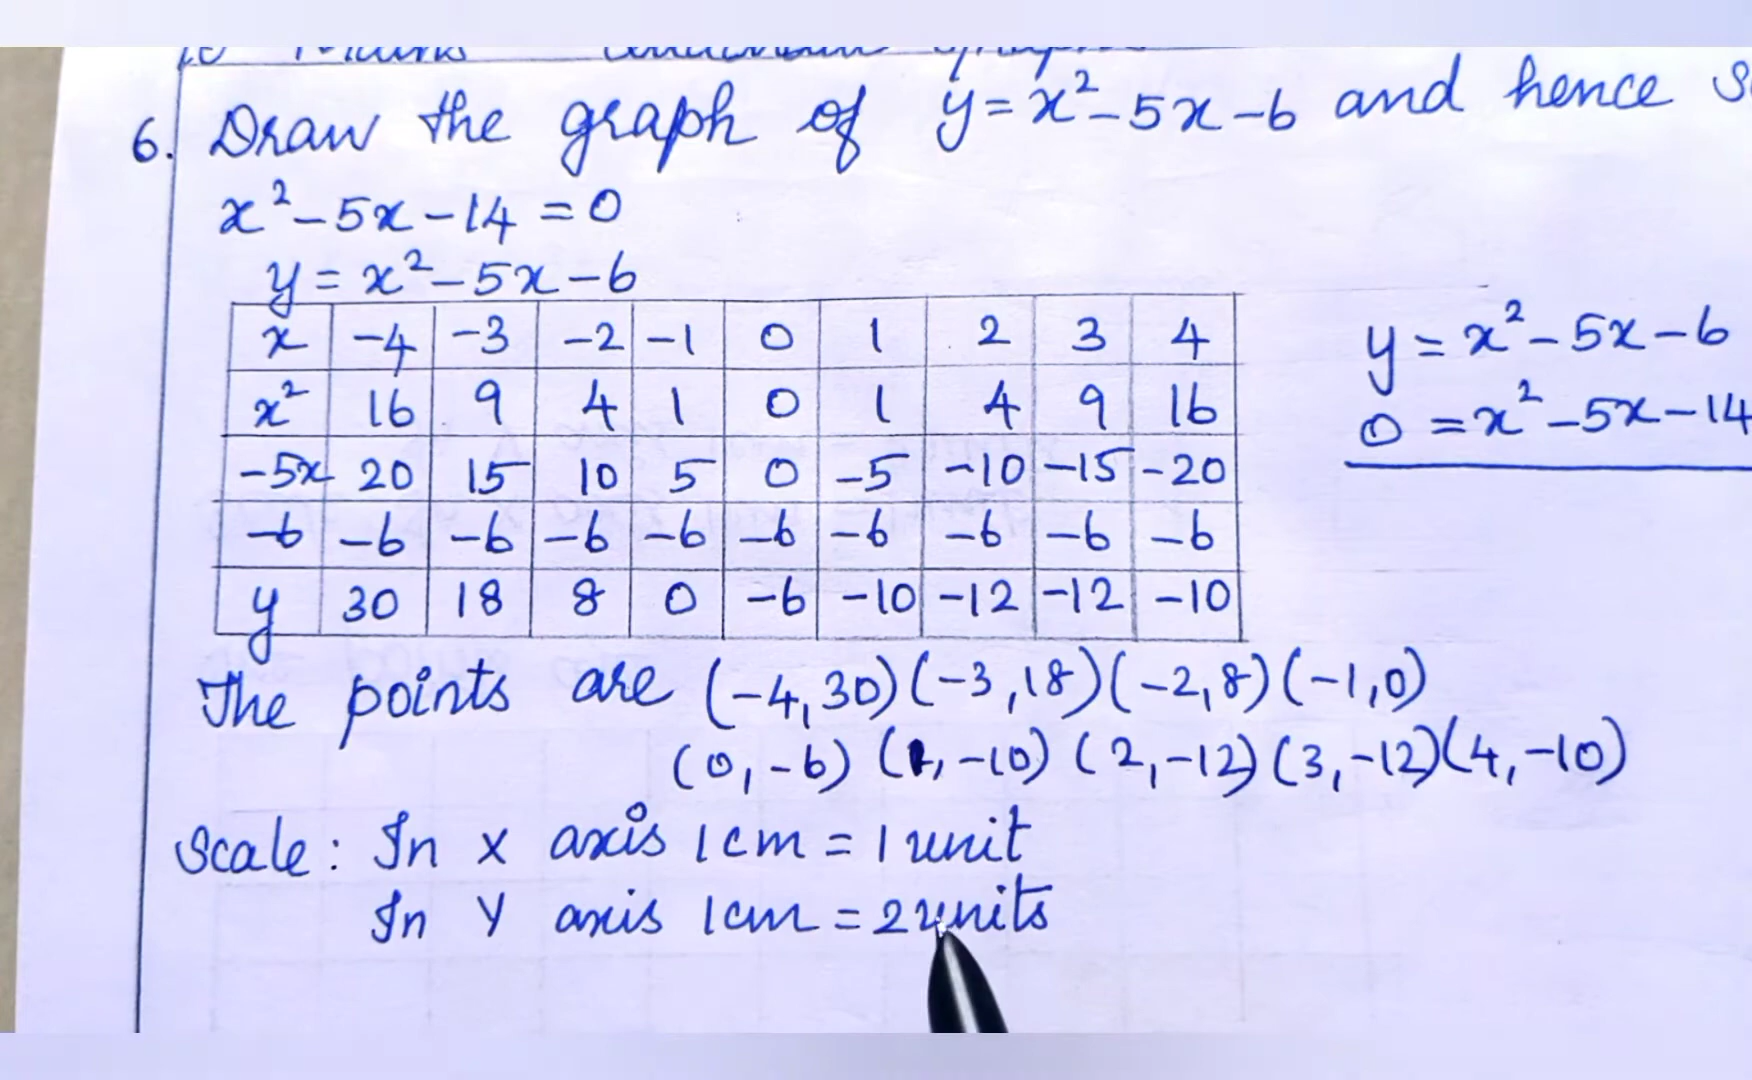 6. Draw the graph of y = x² - 5x - 6 and hence
x² - 5x - 14 = 0
y = x² - 5x - 6
x -4 -3 -2 -1 0 1 2 3 4
x² 16 9 4 1 0 1 4 9 16
-5x 20 15 10 5 0 -5 -10 -15 -20
-6 -6 -6 -6 -6 -6 -6 -6 -6 -6
y 30 18 8 0 -6 -10 -12 -12 -10
y = x² - 5x - 6
0 = x² - 5x - 14
The points are (-4, 30) (-3, 18) (-2, 8) (-1, 0)
(0, -6) (1, -10) (2, -12) (3, -12) (4, -10)
Scale: In X axis 1cm = 1 unit
In Y axis 1cm = 2 units